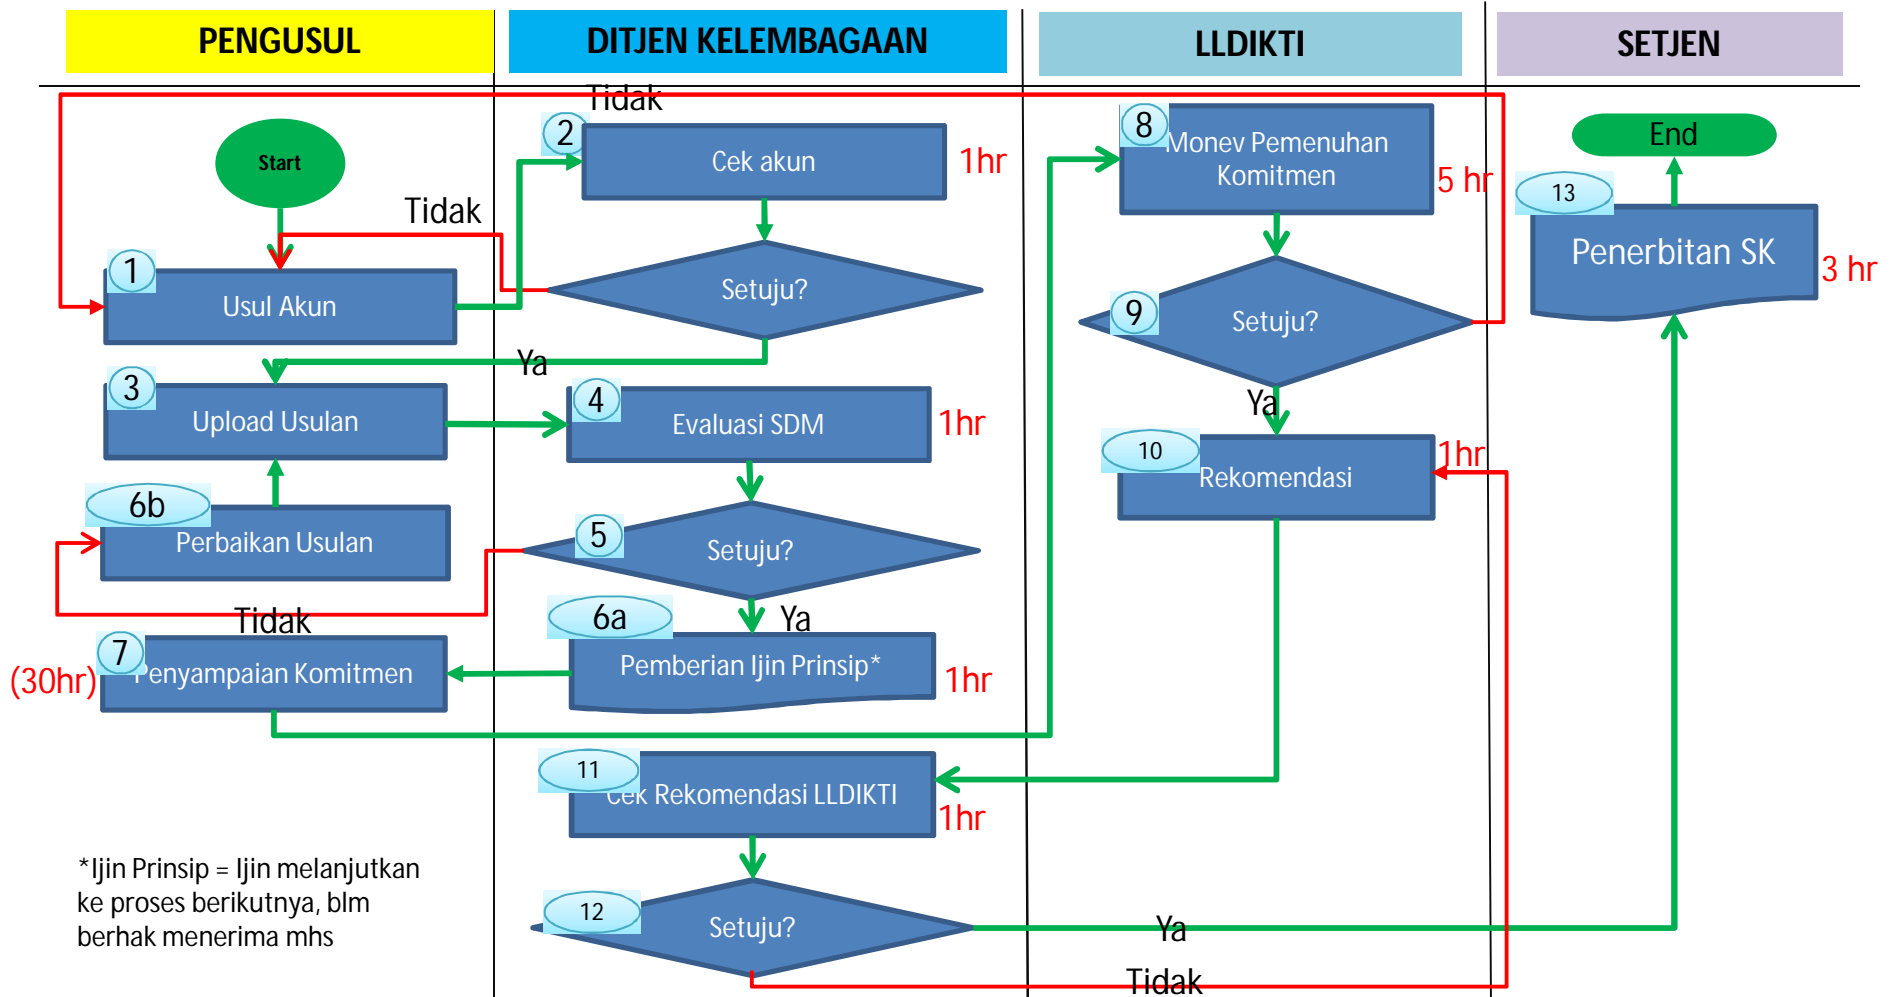 PENGUSUL
DITJEN KELEMBAGAAN
LLDIKTI
SETJEN
Tidak
Start
2
Cek akun
1hr
8
Monev Pemenuhan
Komitmen
5 hr
End
13
Penerbitan SK
3 hr
Tidak
1
Usul Akun
Setuju?
9
Setuju?
Ya
3
Upload Usulan
4
Evaluasi SDM
1hr
Ya
10
Rekomendasi
1hr
6b
Perbaikan Usulan
5
Setuju?
Tidak
6a
Ya
7
Penyampaian Komitmen
(30hr)
Pemberian Ijin Prinsip*
1hr
11
Cek Rekomendasi LLDIKTI
1hr
*Ijin Prinsip = Ijin melanjutkan
ke proses berikutnya, blm
berhak menerima mhs
12
Setuju?
Ya
Tidak